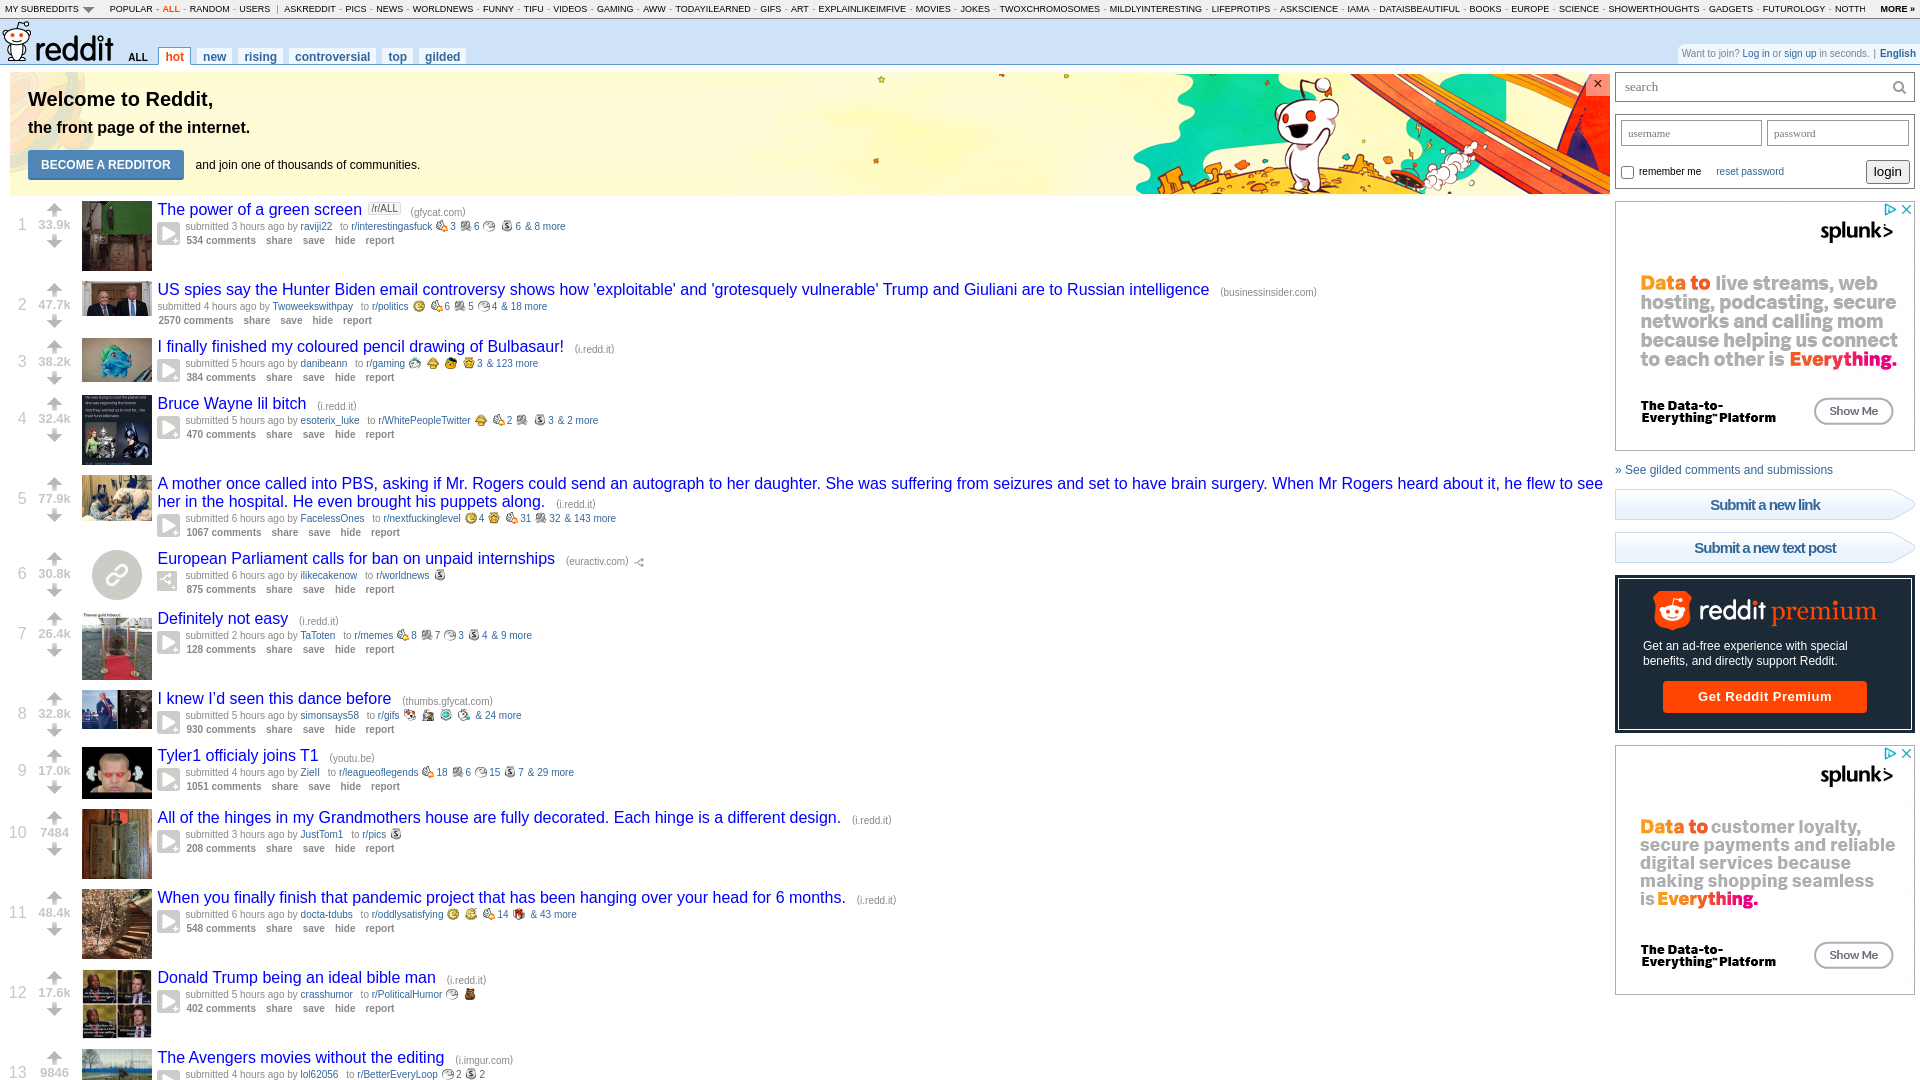 MY SUBREDDITS POPULAR - ALL - RANDOM - USERS | ASKREDDIT - PICS - NEWS - WORLDNEWS - FUNNY - TIFU - VIDEOS - GAMING - AWW - TODAYILEARNED - GIFS - ART - EXPLAINLIKEIMFIVE - MOVIES - JOKES - TWOXCHROMOSOMES - MILDLYINTERESTING - LIFEPROTIPS - ASKSCIENCE - IAMA - DATAISBEAUTIFUL - BOOKS - EUROPE - SCIENCE - SHOWERTHOUGHTS - GADGETS - FUTUROLOGY - NOTTH MORE »
reddit ALL hot new rising controversial top gilded
Want to join? Log in or sign up in seconds. | English
Welcome to Reddit,
the front page of the internet.
BECOME A REDDITOR and join one of thousands of communities.
×
1 33.9k
The power of a green screen /r/ALL (gfycat.com)
submitted 3 hours ago by raviji22 to r/interestingasfuck 3 6 6 & 8 more
534 comments share save hide report
2 47.7k
US spies say the Hunter Biden email controversy shows how 'exploitable' and 'grotesquely vulnerable' Trump and Giuliani are to Russian intelligence (businessinsider.com)
submitted 4 hours ago by Twoweekswithpay to r/politics 6 5 4 & 18 more
2570 comments share save hide report
3 38.2k
I finally finished my coloured pencil drawing of Bulbasaur! (i.redd.it)
submitted 5 hours ago by danibeann to r/gaming 3 & 123 more
384 comments share save hide report
4 32.4k
Bruce Wayne lil bitch (i.redd.it)
submitted 5 hours ago by esoterix_luke to r/WhitePeopleTwitter 2 3 & 2 more
470 comments share save hide report
5 77.9k
A mother once called into PBS, asking if Mr. Rogers could send an autograph to her daughter. She was suffering from seizures and set to have brain surgery. When Mr Rogers heard about it, he flew to see
her in the hospital. He even brought his puppets along. (i.redd.it)
submitted 6 hours ago by FacelessOnes to r/nextfuckinglevel 4 31 32 & 143 more
1067 comments share save hide report
6 30.8k
European Parliament calls for ban on unpaid internships (euractiv.com)
submitted 6 hours ago by ilikecakenow to r/worldnews
875 comments share save hide report
7 26.4k
Definitely not easy (i.redd.it)
submitted 2 hours ago by TaToten to r/memes 8 7 3 4 & 9 more
128 comments share save hide report
8 32.8k
I knew I’d seen this dance before (thumbs.gfycat.com)
submitted 5 hours ago by simonsays58 to r/gifs & 24 more
930 comments share save hide report
9 17.0k
Tyler1 officialy joins T1 (youtu.be)
submitted 4 hours ago by ZielI to r/leagueoflegends 18 6 15 7 & 29 more
1051 comments share save hide report
10 7484
All of the hinges in my Grandmothers house are fully decorated. Each hinge is a different design. (i.redd.it)
submitted 3 hours ago by JustTom1 to r/pics
208 comments share save hide report
11 48.4k
When you finally finish that pandemic project that has been hanging over your head for 6 months. (i.redd.it)
submitted 6 hours ago by docta-tdubs to r/oddlysatisfying 14 & 43 more
548 comments share save hide report
12 17.6k
Donald Trump being an ideal bible man (i.redd.it)
submitted 5 hours ago by crasshumor to r/PoliticalHumor
402 comments share save hide report
13 9846
The Avengers movies without the editing (i.imgur.com)
submitted 4 hours ago by lol62056 to r/BetterEveryLoop 2 2
search
username password
remember me reset password login
splunk>
Data to live streams, web
hosting, podcasting, secure
networks and calling mom
because helping us connect
to each other is Everything.
The Data-to-
Everything™ Platform
Show Me
» See gilded comments and submissions
Submit a new link
Submit a new text post
reddit premium
Get an ad-free experience with special
benefits, and directly support Reddit.
Get Reddit Premium
splunk>
Data to customer loyalty,
secure payments and reliable
digital services because
making shopping seamless
is Everything.
The Data-to-
Everything™ Platform
Show Me